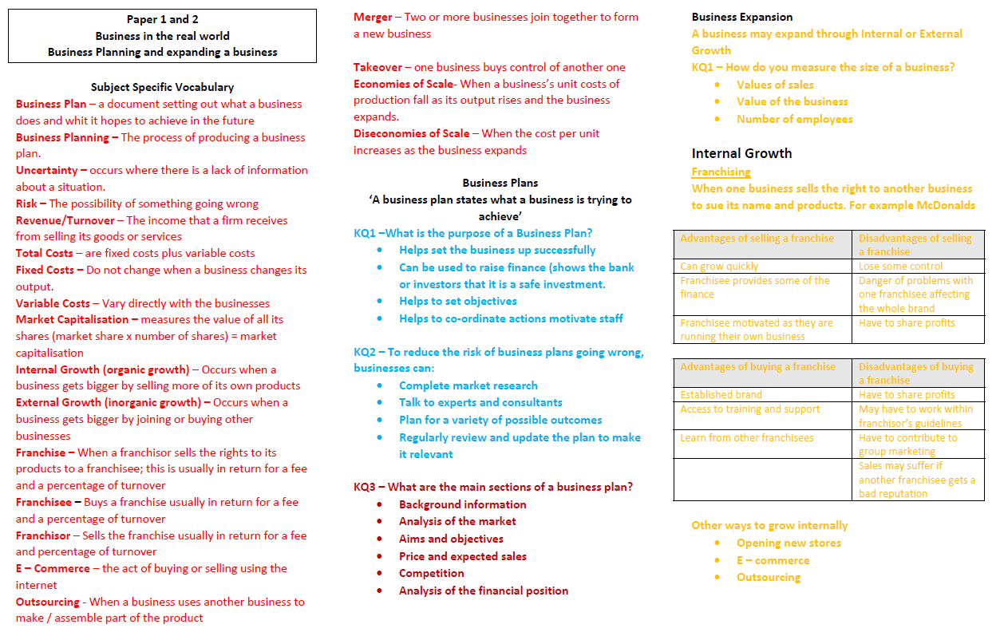 Paper 1 and 2
Business in the real world
Business Planning and expanding a business
Subject Specific Vocabulary
Business Plan – a document setting out what a business
does and whit it hopes to achieve in the future
Business Planning – The process of producing a business
plan.
Uncertainty – occurs where there is a lack of information
about a situation.
Risk – The possibility of something going wrong
Revenue/Turnover – The income that a firm receives
from selling its goods or services
Total Costs – are fixed costs plus variable costs
Fixed Costs – Do not change when a business changes its
output.
Variable Costs – Vary directly with the businesses
Market Capitalisation – measures the value of all its
shares (market share x number of shares) = market
capitalisation
Internal Growth (organic growth) – Occurs when a
business gets bigger by selling more of its own products
External Growth (inorganic growth) – Occurs when a
business gets bigger by joining or buying other
businesses
Franchise – When a franchisor sells the rights to its
products to a franchisee; this is usually in return for a fee
and a percentage of turnover
Franchisee – Buys a franchise usually in return for a fee
and a percentage of turnover
Franchisor – Sells the franchise usually in return for a fee
and percentage of turnover
E – Commerce – the act of buying or selling using the
internet
Outsourcing - When a business uses another business to
make / assemble part of the product
Merger – Two or more businesses join together to form
a new business
Takeover – one business buys control of another one
Economies of Scale- When a business's unit costs of
production fall as its output rises and the business
expands.
Diseconomies of Scale – When the cost per unit
increases as the business expands
Business Plans
'A business plan states what a business is trying to
achieve'
KQ1 –What is the purpose of a Business Plan?
• Helps set the business up successfully
• Can be used to raise finance (shows the bank
or investors that it is a safe investment.
• Helps to set objectives
• Helps to co-ordinate actions motivate staff
KQ2 – To reduce the risk of business plans going wrong,
businesses can:
• Complete market research
• Talk to experts and consultants
• Plan for a variety of possible outcomes
• Regularly review and update the plan to make
it relevant
KQ3 – What are the main sections of a business plan?
• Background information
• Analysis of the market
• Aims and objectives
• Price and expected sales
• Competition
• Analysis of the financial position
Business Expansion
A business may expand through Internal or External
Growth
KQ1 – How do you measure the size of a business?
• Values of sales
• Value of the business
• Number of employees
Internal Growth
Franchising
When one business sells the right to another business
to sue its name and products. For example McDonalds
Advantages of selling a franchise
Disadvantages of selling
a franchise
Can grow quickly
Lose some control
Franchisee provides some of the
finance
Danger of problems with
one franchisee affecting
the whole brand
Franchisee motivated as they are
running their own business
Have to share profits
Advantages of buying a franchise
Disadvantages of buying
a franchise
Established brand
Have to share profits
Access to training and support
May have to work within
franchisor's guidelines
Learn from other franchisees
Have to contribute to
group marketing
Sales may suffer if
another franchisee gets a
bad reputation
Other ways to grow internally
• Opening new stores
• E – commerce
• Outsourcing